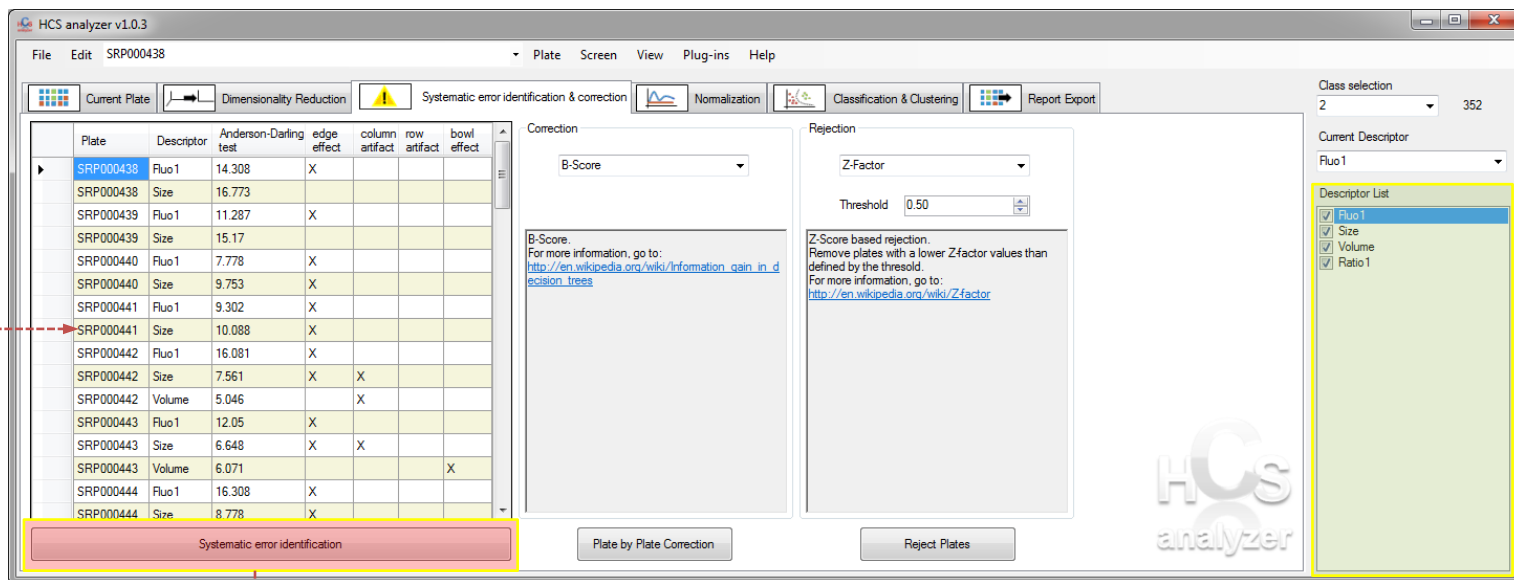 HCS analyzer v1.0.3
File Edit SRP000438 Plate Screen View Plug-ins Help
Current Plate Dimensionality Reduction Systematic error identification & correction Normalization Classification & Clustering Report Export
Class selection
2 352
Current Descriptor
Fluo1
Descriptor List
Fluo1
Size
Volume
Ratio1
Plate Descriptor Anderson-Darling test edge effect column artifact row artifact bowl effect
SRP000438 Fluo1 14.308 X
SRP000438 Size 16.773
SRP000439 Fluo1 11.287 X
SRP000439 Size 15.17
SRP000440 Fluo1 7.778 X
SRP000440 Size 9.753 X
SRP000441 Fluo1 9.302 X
SRP000441 Size 10.088 X
SRP000442 Fluo1 16.081 X
SRP000442 Size 7.561 X X
SRP000442 Volume 5.046 X
SRP000443 Fluo1 12.05 X
SRP000443 Size 6.648 X X
SRP000443 Volume 6.071 X
SRP000444 Fluo1 16.308 X
SRP000444 Size 8.778 X
Systematic error identification
Correction
B-Score
B-Score.
For more information, go to:
http://en.wikipedia.org/wiki/Information_gain_in_d
ecision_trees
Plate by Plate Correction
Rejection
Z-Factor
Threshold 0.50
Z-Score based rejection.
Remove plates with a lower Z-factor values than
defined by the thresold.
For more information, go to:
http://en.wikipedia.org/wiki/Z-factor
Reject Plates
HCS
analyzer